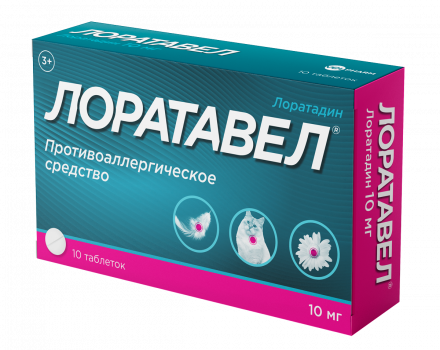 3+
Лоратадин
ЛОРАТАВЕЛ®
Противоаллергическое
средство
10 таблеток
10 мг
10 таблеток
ЛОРАТАВЕЛ®
Лоратадин 10 мг